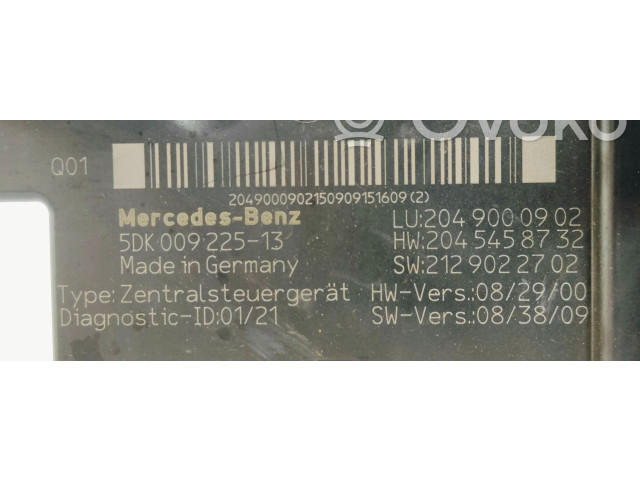 Ovoko
Q01
2049000902150909151609(2)
Mercedes-Benz LU:204 900 09 02
5DK 009 225-13 HW:204 545 87 32
Made in Germany SW:212 902 27 02
Type: Zentralsteuergerät HW-Vers.:08/29/00
Diagnostic-ID:01/21 SW-Vers.:08/38/09